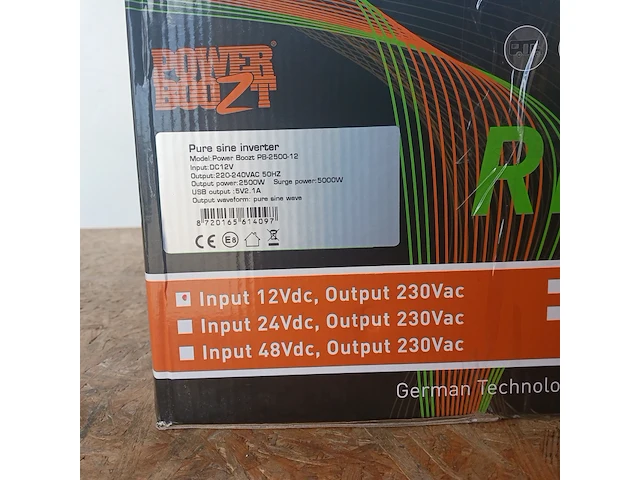 POWER
BOOZT
Pure sine inverter
Model:Power Boozt PB-2500-12
Input:DC12V
Output:220-240VAC 50HZ
Output power:2500W Surge power:5000W
USB output :5V2.1A
Output waveform: pure sine wave
8 720165 614097
CE E8
R
Input 12Vdc, Output 230Vac
Input 24Vdc, Output 230Vac
Input 48Vdc, Output 230Vac
German Technolo